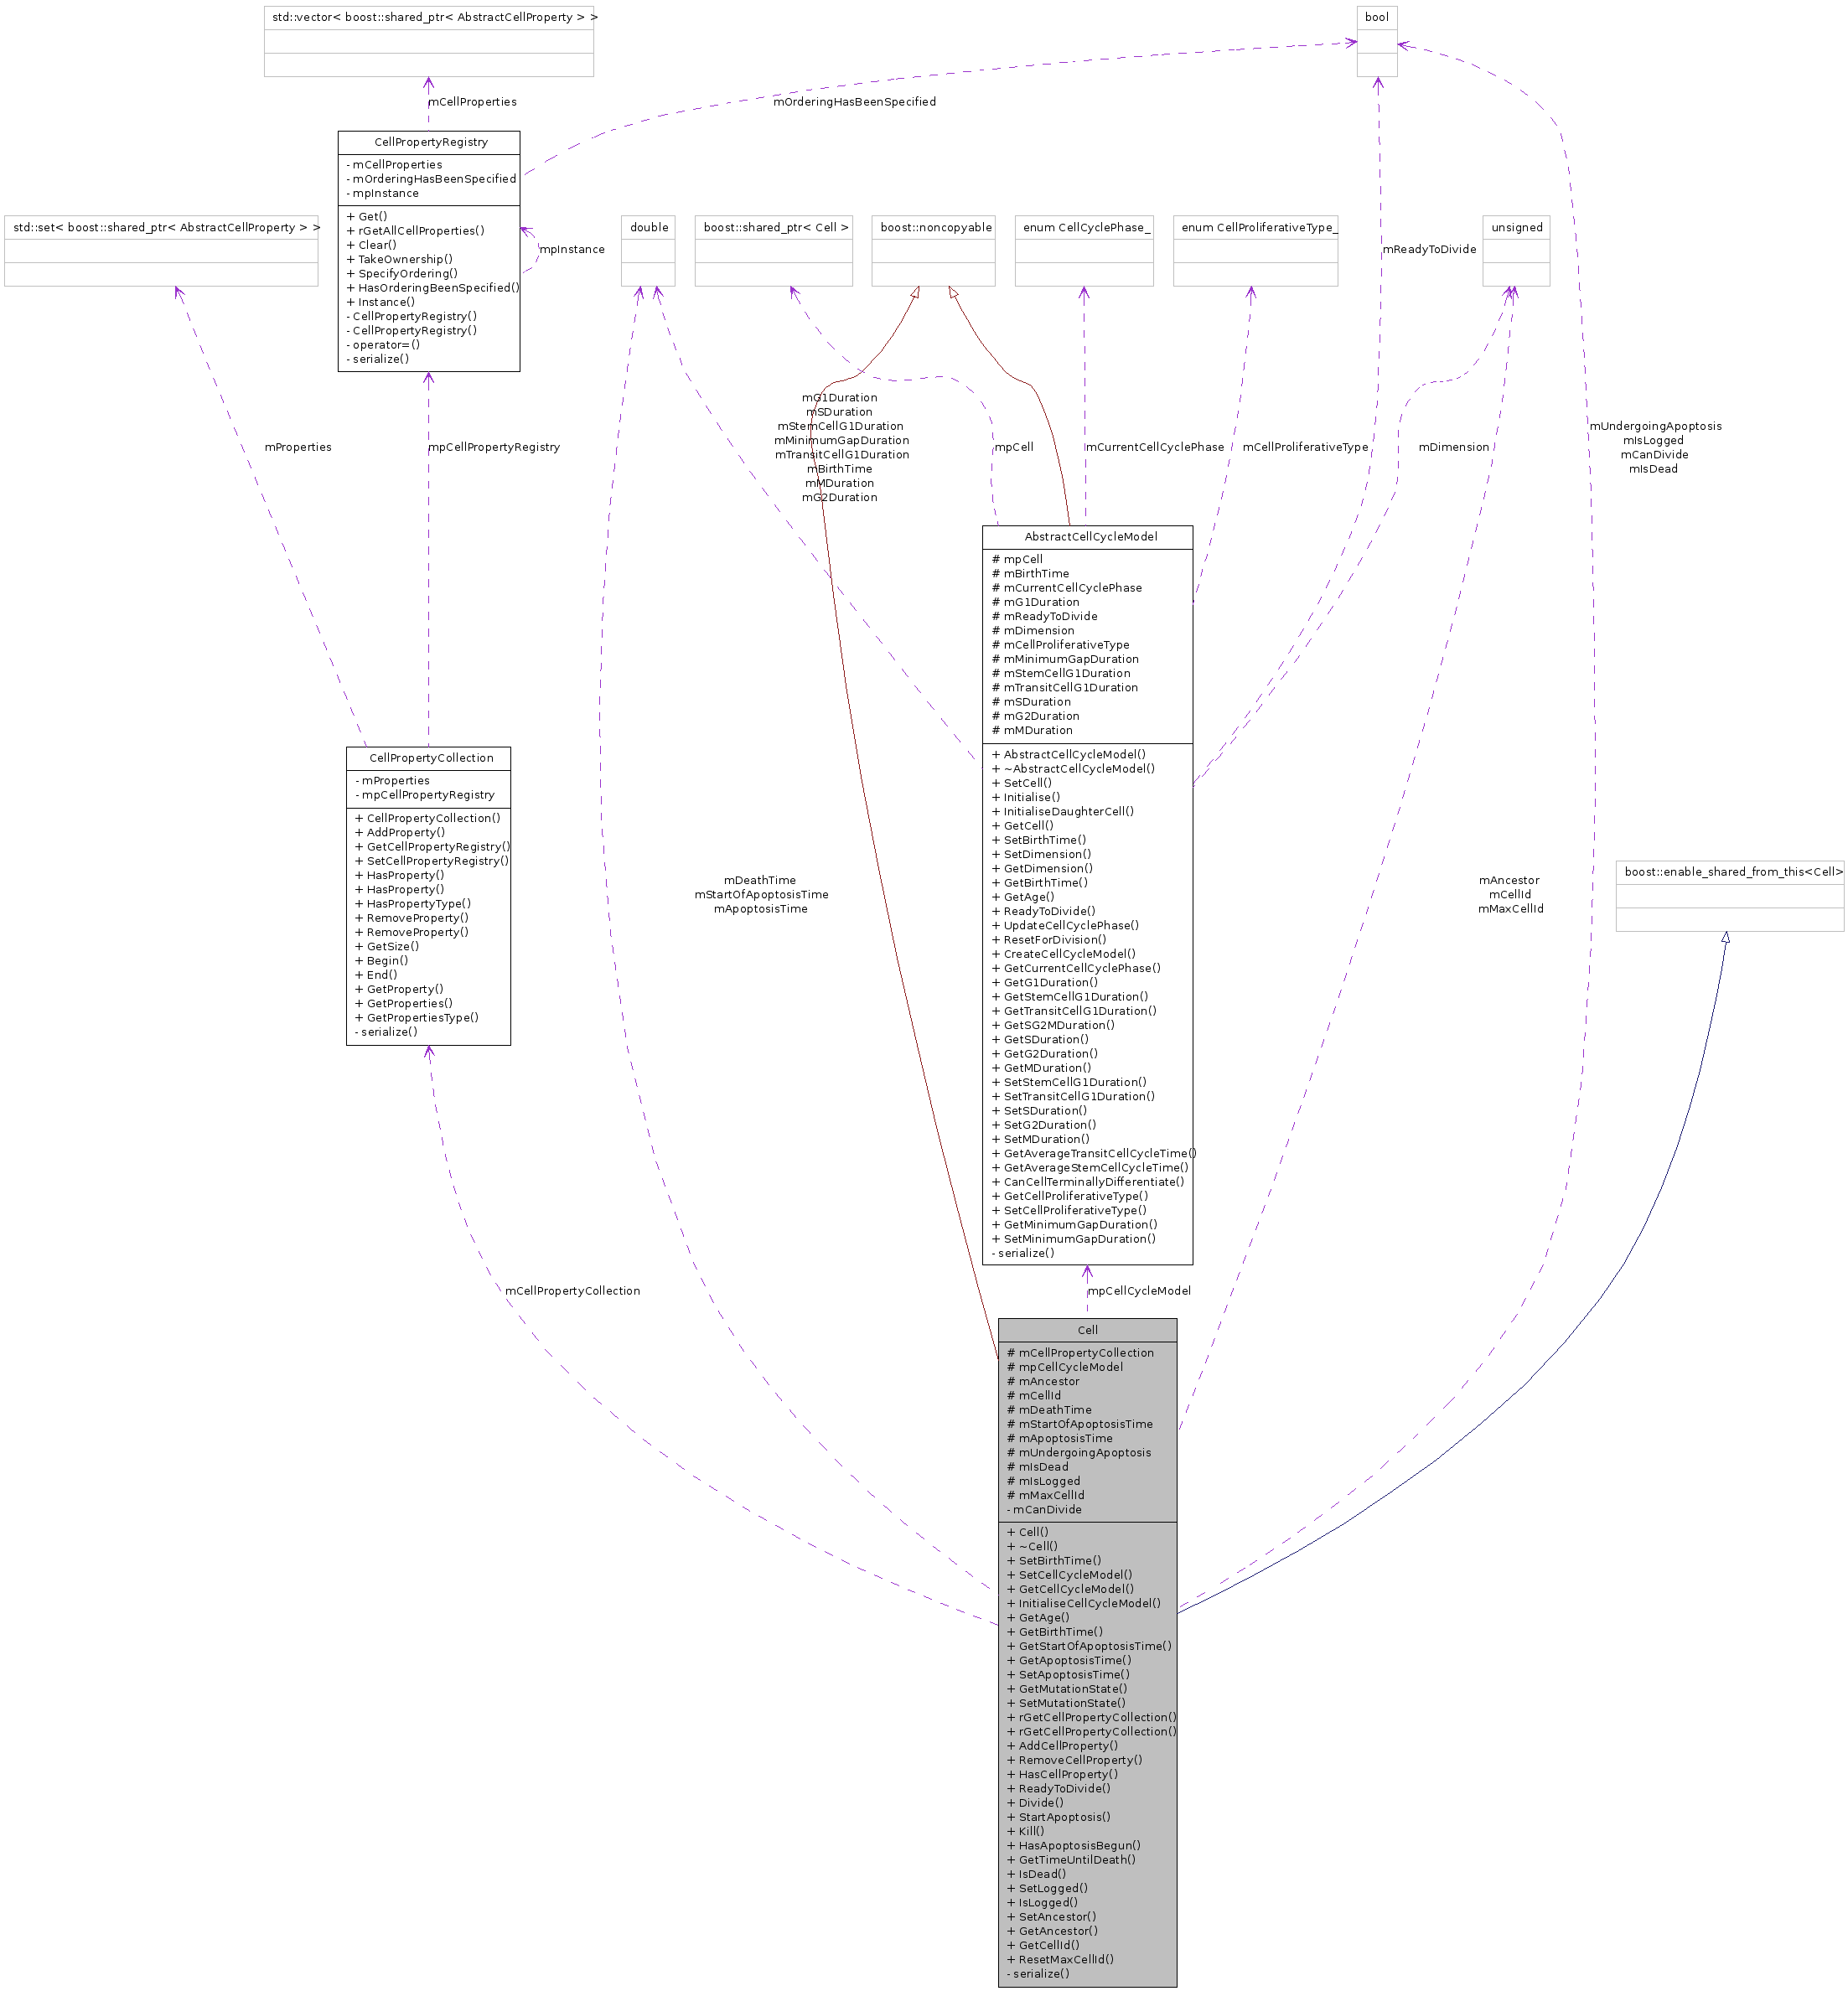 std::vector< boost::shared_ptr< AbstractCellProperty > >
bool
mCellProperties
mOrderingHasBeenSpecified
CellPropertyRegistry
- mCellProperties
- mOrderingHasBeenSpecified
- mpInstance
+ Get()
+ rGetAllCellProperties()
+ Clear()
+ TakeOwnership()
+ SpecifyOrdering()
+ HasOrderingBeenSpecified()
+ Instance()
- CellPropertyRegistry()
- CellPropertyRegistry()
- operator=()
- serialize()
mpInstance
std::set< boost::shared_ptr< AbstractCellProperty > >
double
boost::shared_ptr< Cell >
boost::noncopyable
enum CellCyclePhase_
enum CellProliferativeType_
mReadyToDivide
unsigned
mProperties
mpCellPropertyRegistry
mG1Duration
mSDuration
mStemCellG1Duration
mMinimumGapDuration
mTransitCellG1Duration
mBirthTime
mMDuration
mG2Duration
mpCell
mCurrentCellCyclePhase
mCellProliferativeType
mDimension
mUndergoingApoptosis
mIsLogged
mCanDivide
mIsDead
AbstractCellCycleModel
# mpCell
# mBirthTime
# mCurrentCellCyclePhase
# mG1Duration
# mReadyToDivide
# mDimension
# mCellProliferativeType
# mMinimumGapDuration
# mStemCellG1Duration
# mTransitCellG1Duration
# mSDuration
# mG2Duration
# mMDuration
+ AbstractCellCycleModel()
+ ~AbstractCellCycleModel()
+ SetCell()
+ Initialise()
+ InitialiseDaughterCell()
+ GetCell()
+ SetBirthTime()
+ SetDimension()
+ GetDimension()
+ GetBirthTime()
+ GetAge()
+ ReadyToDivide()
+ UpdateCellCyclePhase()
+ ResetForDivision()
+ CreateCellCycleModel()
+ GetCurrentCellCyclePhase()
+ GetG1Duration()
+ GetStemCellG1Duration()
+ GetTransitCellG1Duration()
+ GetSG2MDuration()
+ GetSDuration()
+ GetG2Duration()
+ GetMDuration()
+ SetStemCellG1Duration()
+ SetTransitCellG1Duration()
+ SetSDuration()
+ SetG2Duration()
+ SetMDuration()
+ GetAverageTransitCellCycleTime()
+ GetAverageStemCellCycleTime()
+ CanCellTerminallyDifferentiate()
+ GetCellProliferativeType()
+ SetCellProliferativeType()
+ GetMinimumGapDuration()
+ SetMinimumGapDuration()
- serialize()
CellPropertyCollection
- mProperties
- mpCellPropertyRegistry
+ CellPropertyCollection()
+ AddProperty()
+ GetCellPropertyRegistry()
+ SetCellPropertyRegistry()
+ HasProperty()
+ HasProperty()
+ HasPropertyType()
+ RemoveProperty()
+ RemoveProperty()
+ GetSize()
+ Begin()
+ End()
+ GetProperty()
+ GetProperties()
+ GetPropertiesType()
- serialize()
mDeathTime
mStartOfApoptosisTime
mApoptosisTime
mAncestor
mCellId
mMaxCellId
boost::enable_shared_from_this<Cell>
mCellPropertyCollection
mpCellCycleModel
Cell
# mCellPropertyCollection
# mpCellCycleModel
# mAncestor
# mCellId
# mDeathTime
# mStartOfApoptosisTime
# mApoptosisTime
# mUndergoingApoptosis
# mIsDead
# mIsLogged
# mMaxCellId
- mCanDivide
+ Cell()
+ ~Cell()
+ SetBirthTime()
+ SetCellCycleModel()
+ GetCellCycleModel()
+ InitialiseCellCycleModel()
+ GetAge()
+ GetBirthTime()
+ GetStartOfApoptosisTime()
+ GetApoptosisTime()
+ SetApoptosisTime()
+ GetMutationState()
+ SetMutationState()
+ rGetCellPropertyCollection()
+ rGetCellPropertyCollection()
+ AddCellProperty()
+ RemoveCellProperty()
+ HasCellProperty()
+ ReadyToDivide()
+ Divide()
+ StartApoptosis()
+ Kill()
+ HasApoptosisBegun()
+ GetTimeUntilDeath()
+ IsDead()
+ SetLogged()
+ IsLogged()
+ SetAncestor()
+ GetAncestor()
+ GetCellId()
+ ResetMaxCellId()
- serialize()